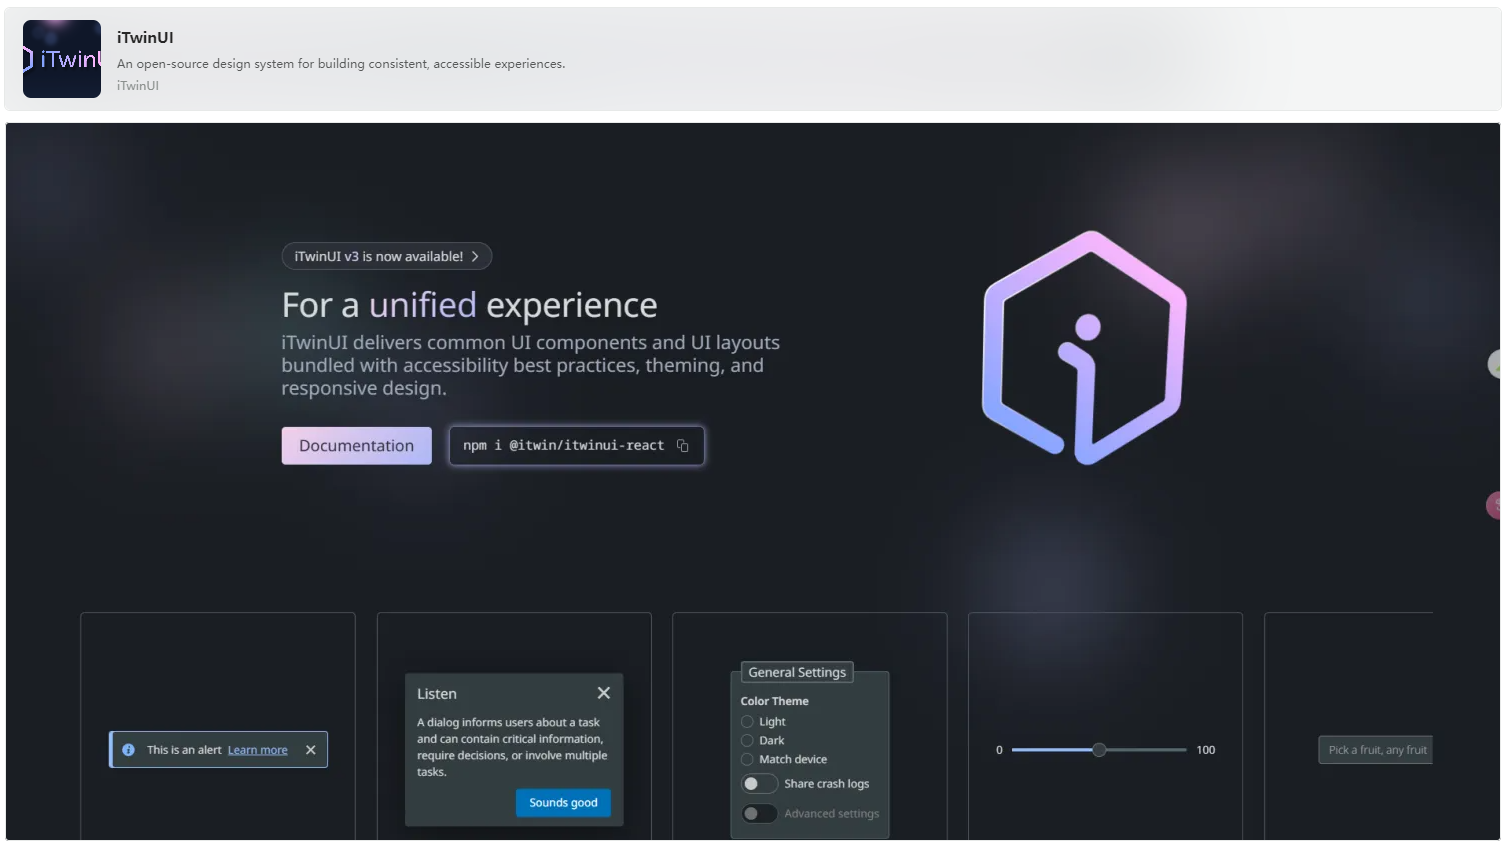 iTwinU
iTwinUI
An open-source design system for building consistent, accessible experiences.
iTwinUI
iTwinUI v3 is now available!
For a unified experience
iTwinUI delivers common UI components and UI layouts
bundled with accessibility best practices, theming, and
responsive design.
Documentation
npm i @itwin/itwinui-react
This is an alert Learn more
Listen
A dialog informs users about a task
and can contain critical information,
require decisions, or involve multiple
tasks.
Sounds good
General Settings
Color Theme
Light
Dark
Match device
Share crash logs
Advanced settings
0 100
Pick a fruit, any fruit